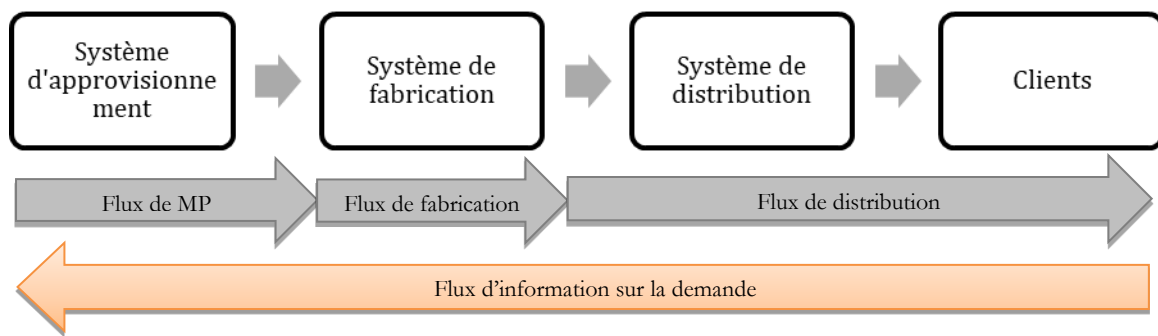 Système
d'approvisionne
ment
Système de
fabrication
Système de
distribution
Clients
Flux de MP
Flux de fabrication
Flux de distribution
Flux d’information sur la demande